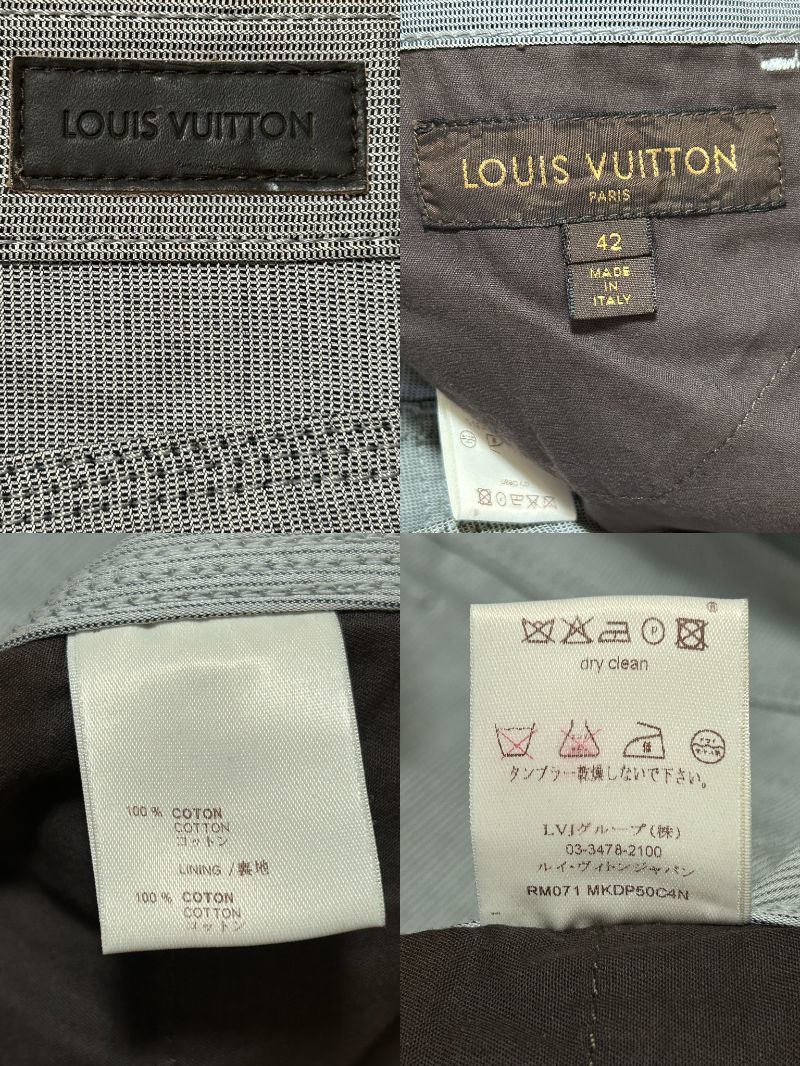 LOUIS VUITTON
LOUIS VUITTON
PARIS
42
MADE
IN
ITALY
dry clean
100 % COTON
COTTON
コットン
LINING / 裏地
100 % COTON
COTTON
コットン
®
P
dry clean
タンブラー乾燥しないで下さい。
LVJグループ(株)
03-3478-2100
ルイ・ヴィトンジャパン
RM071 MKDP50C4N